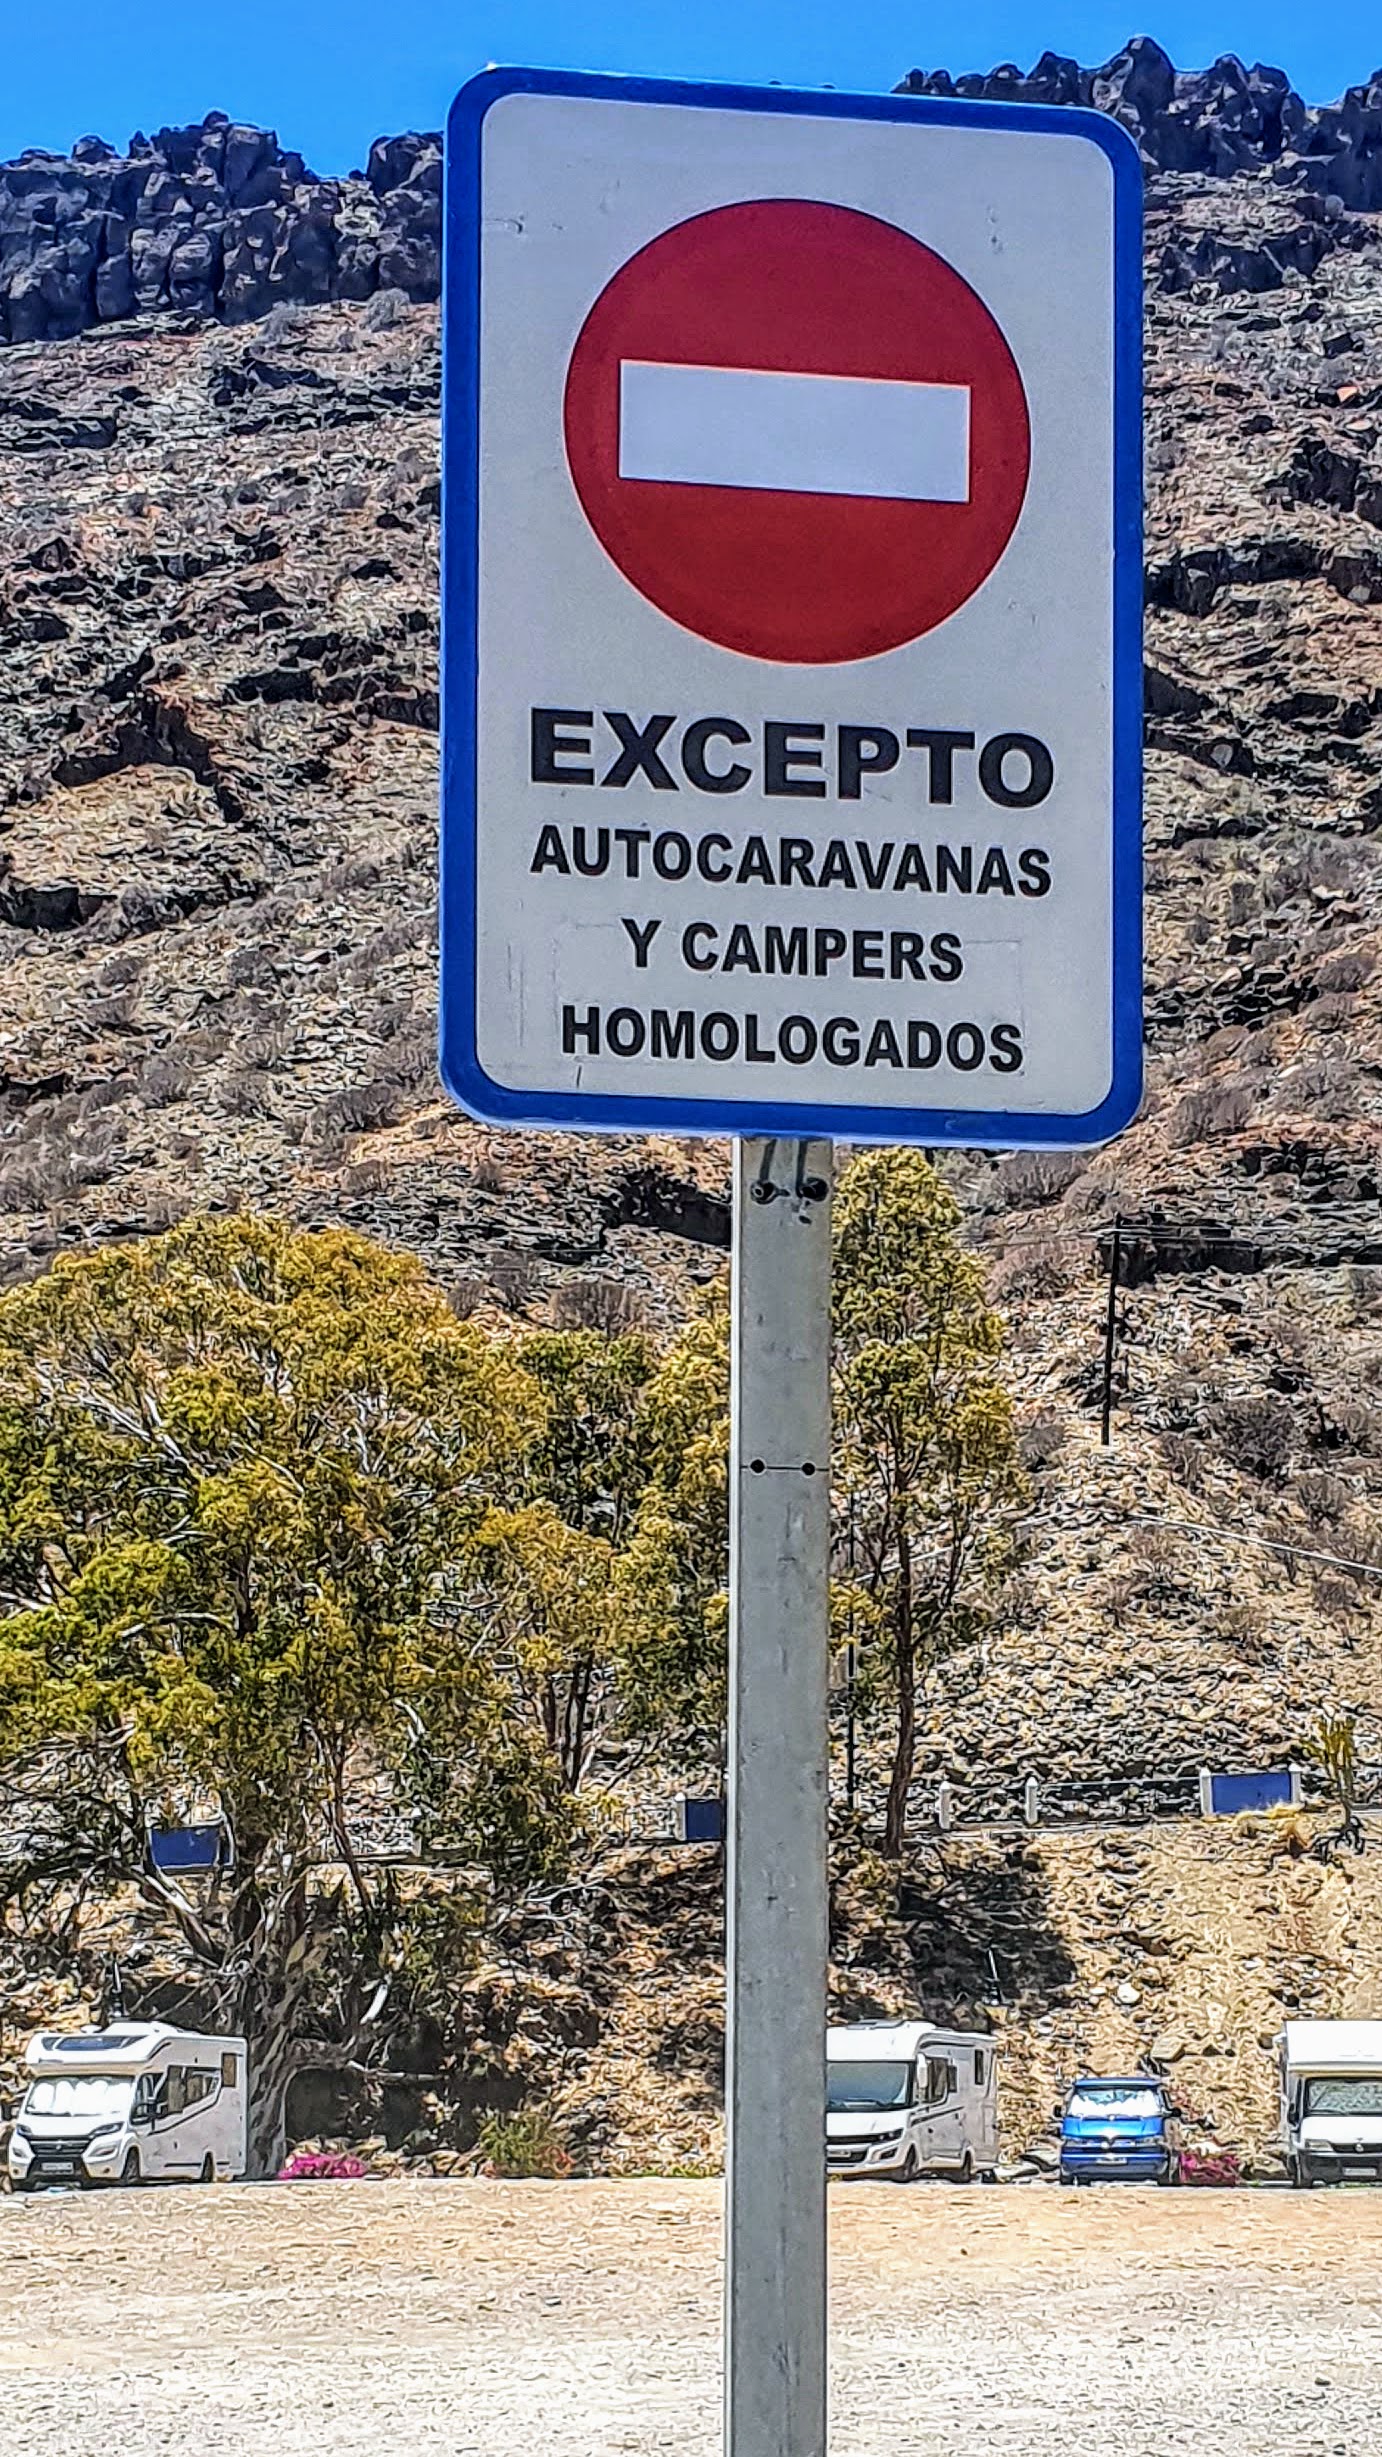 EXCEPTO
AUTOCARAVANAS
Y CAMPERS
HOMOLOGADOS